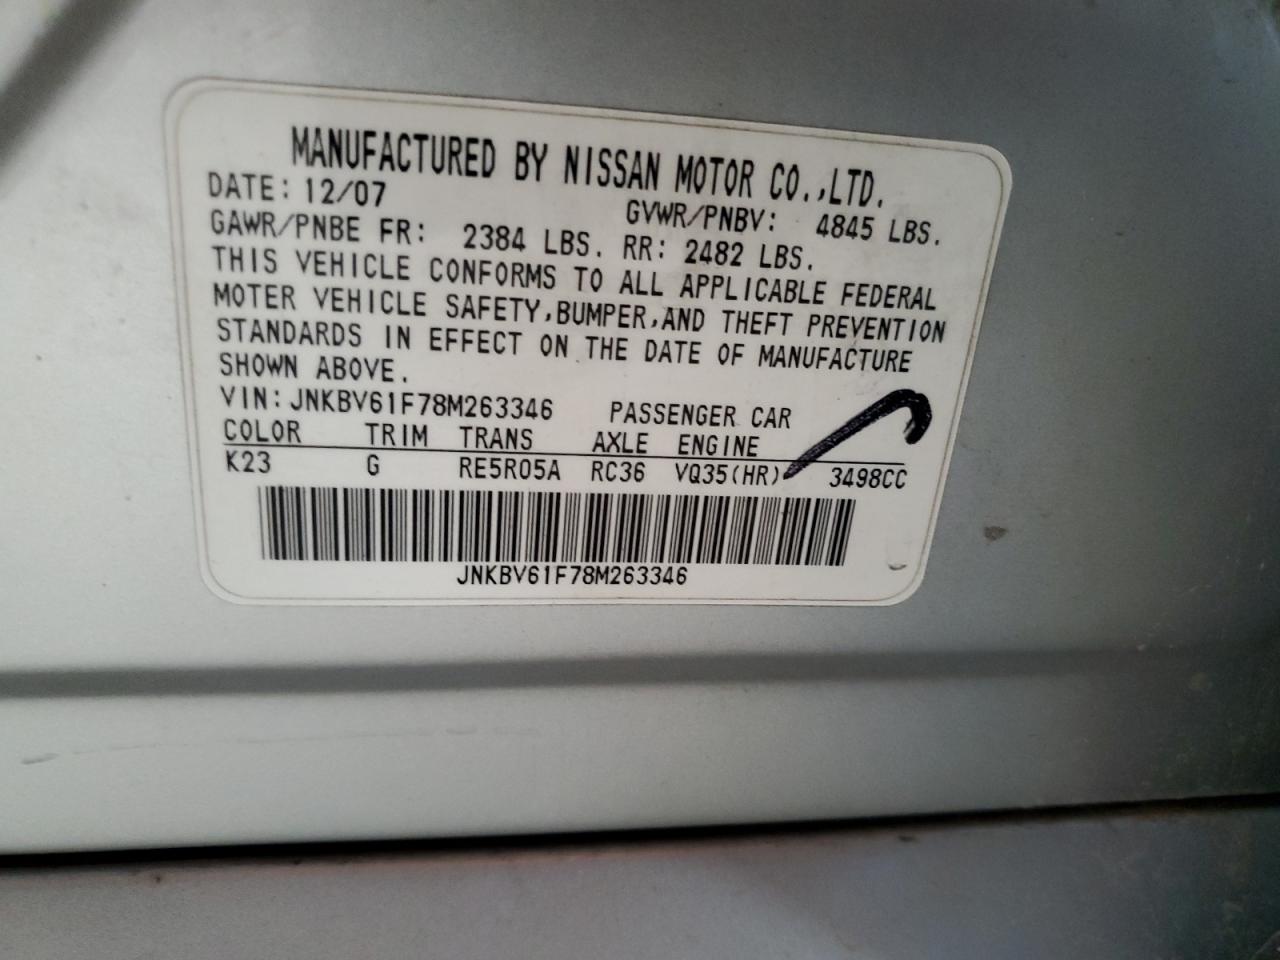 MANUFACTURED BY NISSAN MOTOR CO.,LTD.
DATE: 12/07 GVWR/PNBV: 4845 LBS.
GAWR/PNBE FR: 2384 LBS. RR: 2482 LBS.
THIS VEHICLE CONFORMS TO ALL APPLICABLE FEDERAL
MOTER VEHICLE SAFETY,BUMPER,AND THEFT PREVENTION
STANDARDS IN EFFECT ON THE DATE OF MANUFACTURE
SHOWN ABOVE.
VIN:JNKBV61F78M263346 PASSENGER CAR
COLOR TRIM TRANS AXLE ENGINE
K23 G RE5R05A RC36 VQ35(HR) 3498CC
JNKBV61F78M263346